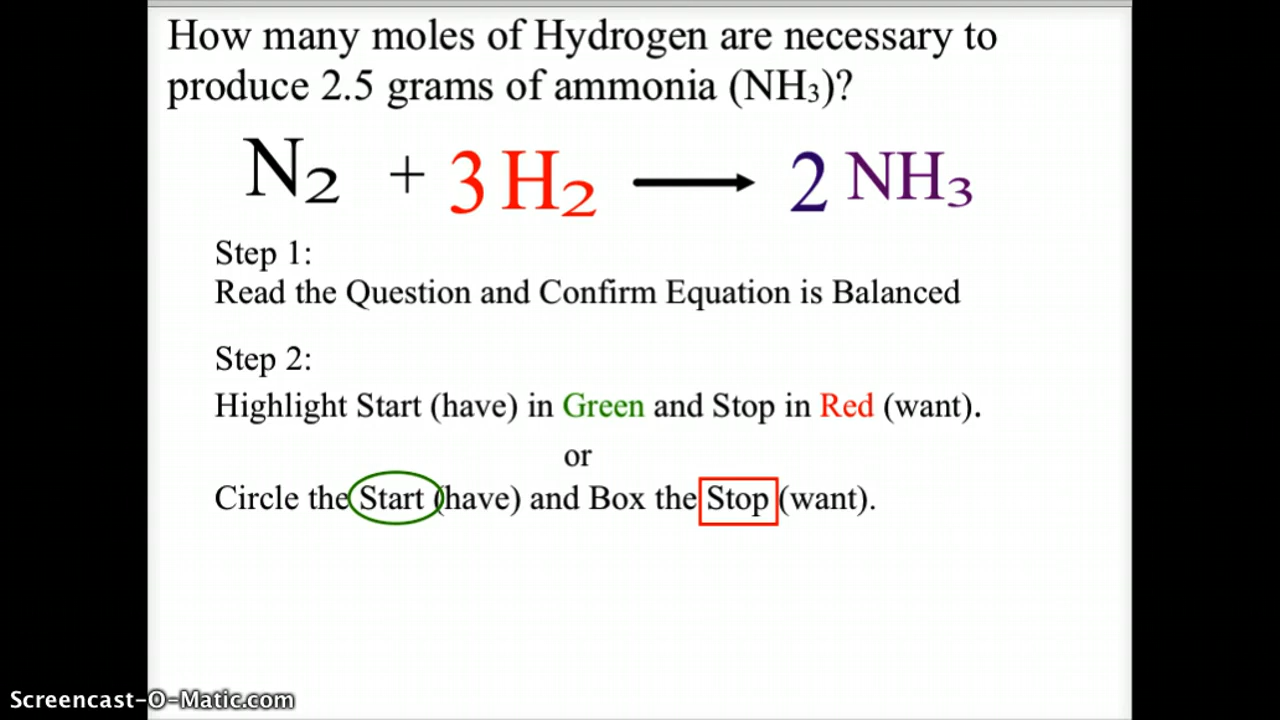 How many moles of Hydrogen are necessary to
produce 2.5 grams of ammonia (NH₃)?
N₂ + 3 H₂ ⟶ 2 NH₃
Step 1:
Read the Question and Confirm Equation is Balanced
Step 2:
Highlight Start (have) in Green and Stop in Red (want).
or
Circle the Start (have) and Box the Stop (want).
Screencast-O-Matic.com